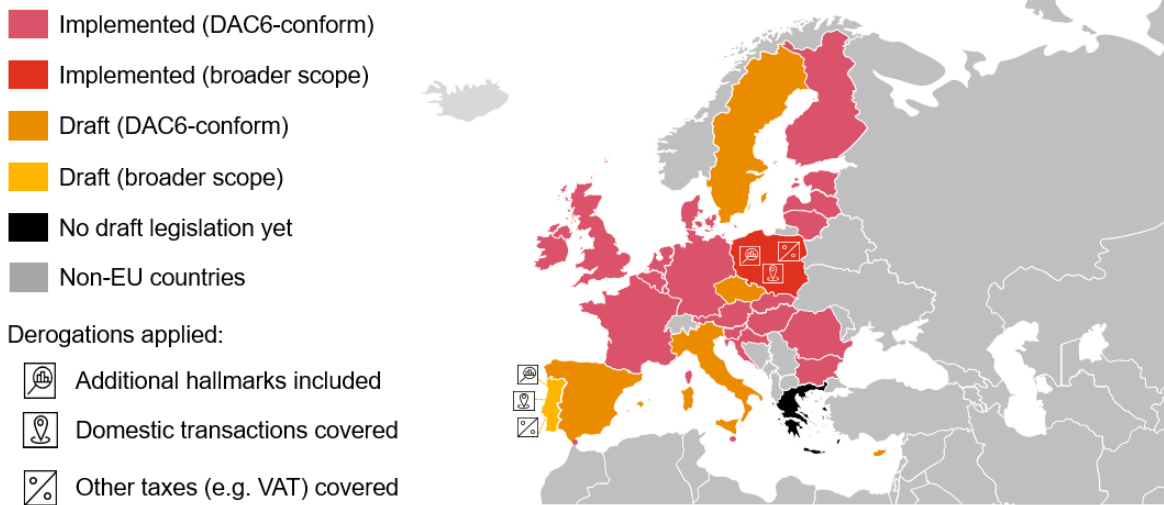 Implemented (DAC6-conform)
Implemented (broader scope)
Draft (DAC6-conform)
Draft (broader scope)
No draft legislation yet
Non-EU countries
Derogations applied:
Additional hallmarks included
Domestic transactions covered
Other taxes (e.g. VAT) covered